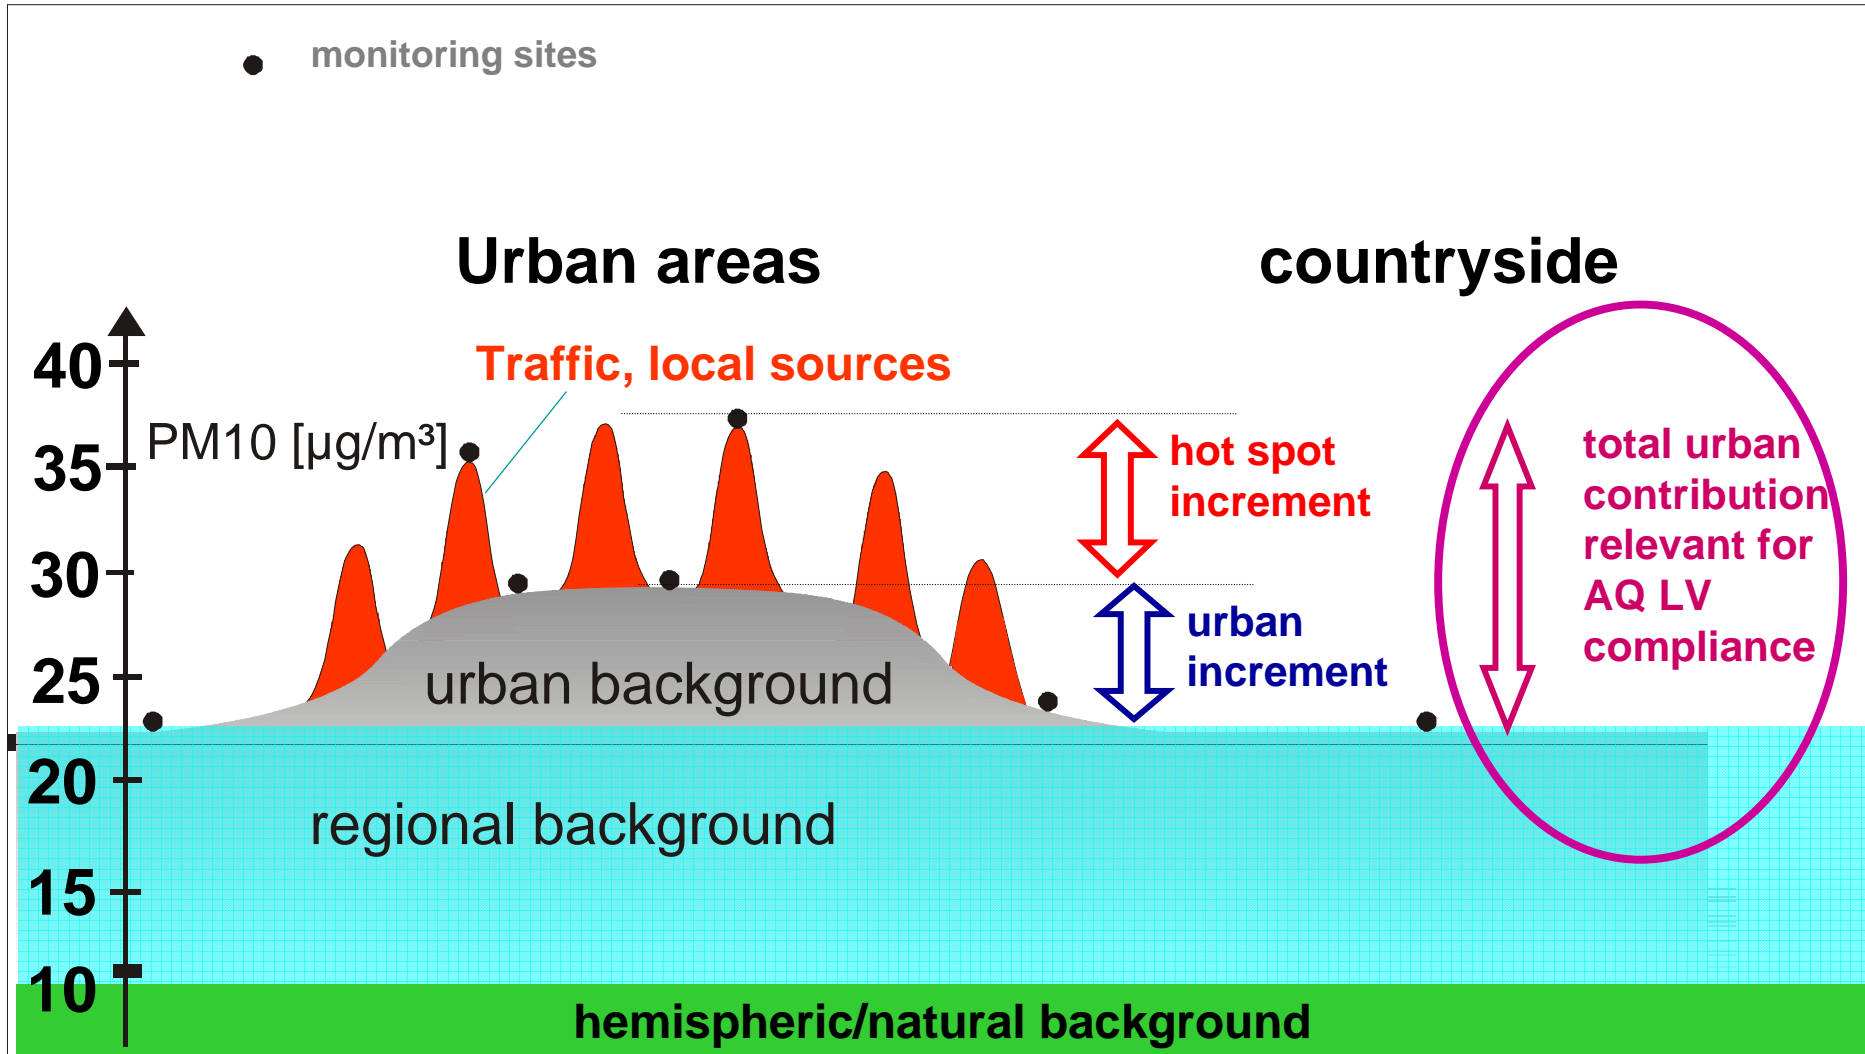 monitoring sites
Urban areas
countryside
40
Traffic, local sources
PM10 [µg/m³]
35
hot spot
increment
total urban
contribution
relevant for
AQ LV
compliance
30
urban
increment
25
urban background
20
regional background
15
10
hemispheric/natural background